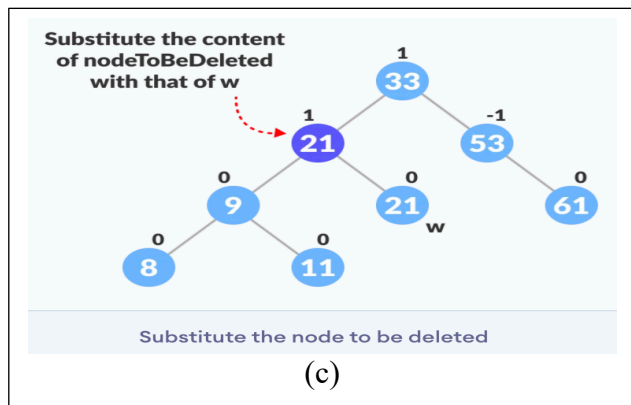 Substitute the content
of nodeToBeDeleted
with that of w
1
33
1
21
-1
53
0
9
0
21
w
0
61
0
8
0
11
Substitute the node to be deleted
(c)